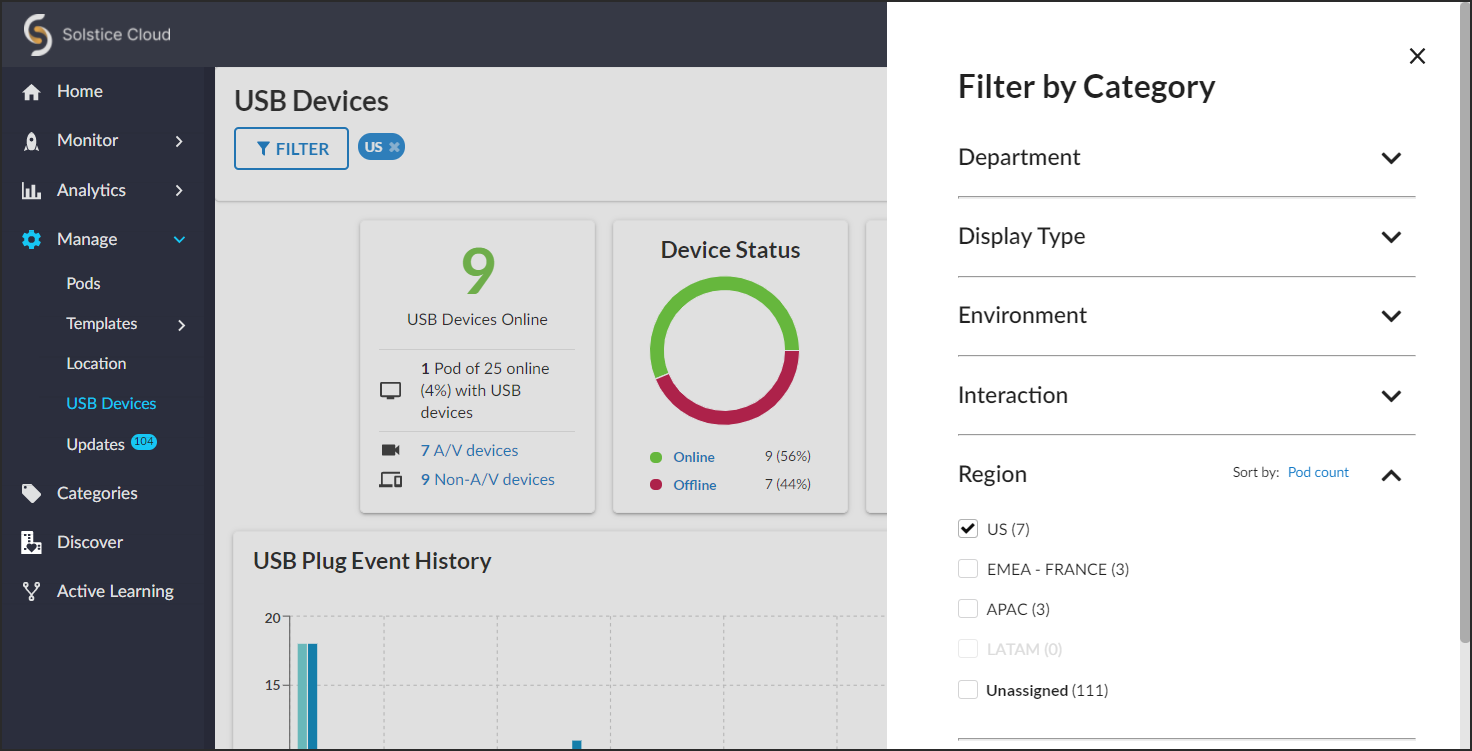 Solstice Cloud
Home
Monitor
Analytics
Manage
Pods
Templates
Location
USB Devices
Updates 104
Categories
Discover
Active Learning
USB Devices
FILTER US
9
USB Devices Online
1 Pod of 25 online
(4%) with USB
devices
7 A/V devices
9 Non-A/V devices
Device Status
Online 9 (56%)
Offline 7 (44%)
USB Plug Event History
20
15
Filter by Category
Department
Display Type
Environment
Interaction
Region Sort by: Pod count
US (7)
EMEA - FRANCE (3)
APAC (3)
LATAM (0)
Unassigned (111)